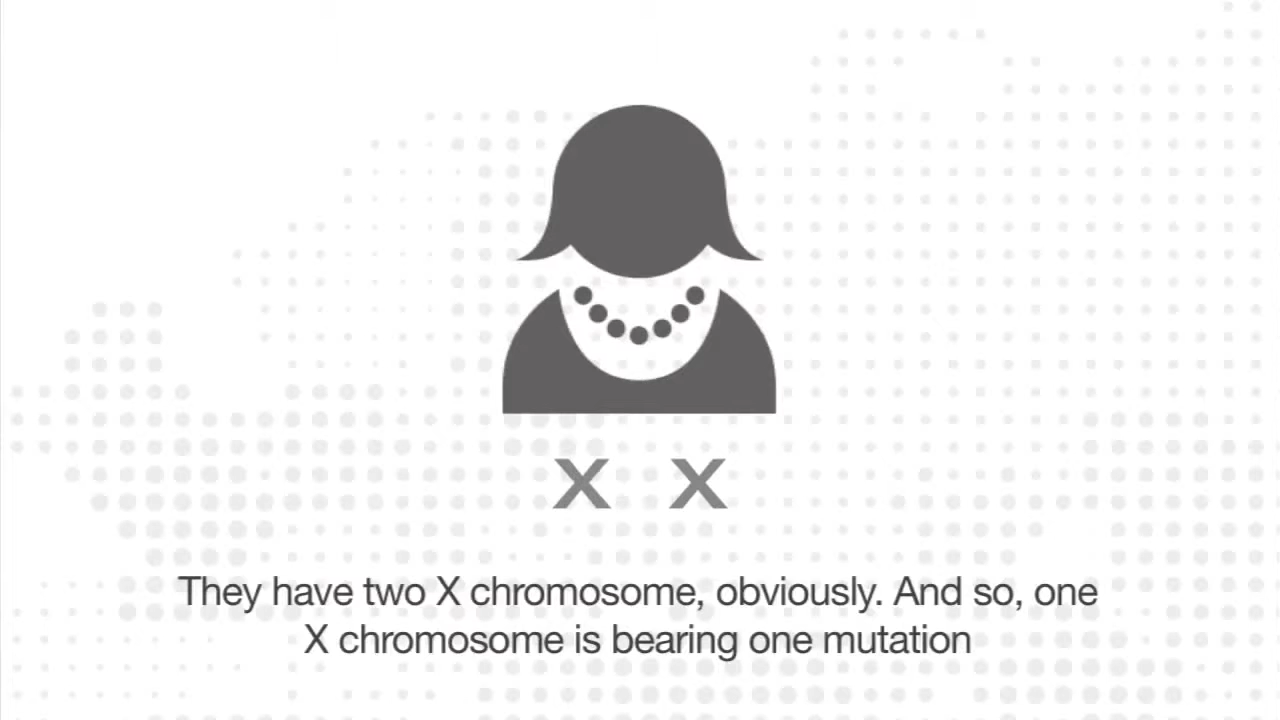 X X
They have two X chromosome, obviously. And so, one
X chromosome is bearing one mutation